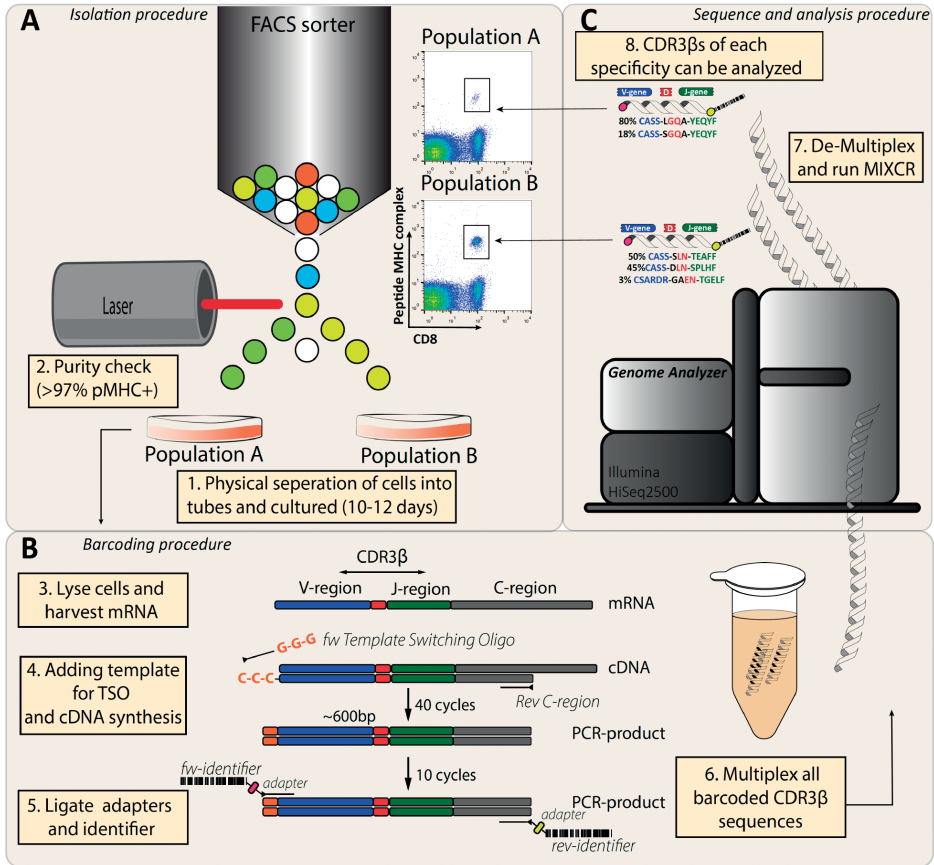 A
Isolation procedure
FACS sorter
Population A
10⁴
10³
10²
10¹
10⁰
Population B
Peptide MHC complex
CD8
Laser
2. Purity check
(>97% pMHC+)
Population A
Population B
1. Physical seperation of cells into
tubes and cultured (10-12 days)
C
Sequence and analysis procedure
8. CDR3βs of each
specificity can be analyzed
V-gene D J-gene
80% CASS-LGQA-YEQYF
18% CASS-SGQA-YEQYF
7. De-Multiplex
and run MIXCR
V-gene D J-gene
50% CASS-SLN-TEAFF
45%CASS-DLN-SPLHF
3% CSARDR-GAEN-TGELF
Genome Analyzer
Illumina
HiSeq2500
B
Barcoding procedure
3. Lyse cells and
harvest mRNA
CDR3β
V-region J-region C-region
mRNA
4. Adding template
for TSO
and cDNA synthesis
G-G-G fw Template Switching Oligo
C-C-C
cDNA
Rev C-region
40 cycles
~600bp
PCR-product
10 cycles
fw-identifier
adapter
5. Ligate adapters
and identifier
PCR-product
adapter
rev-identifier
6. Multiplex all
barcoded CDR3β
sequences